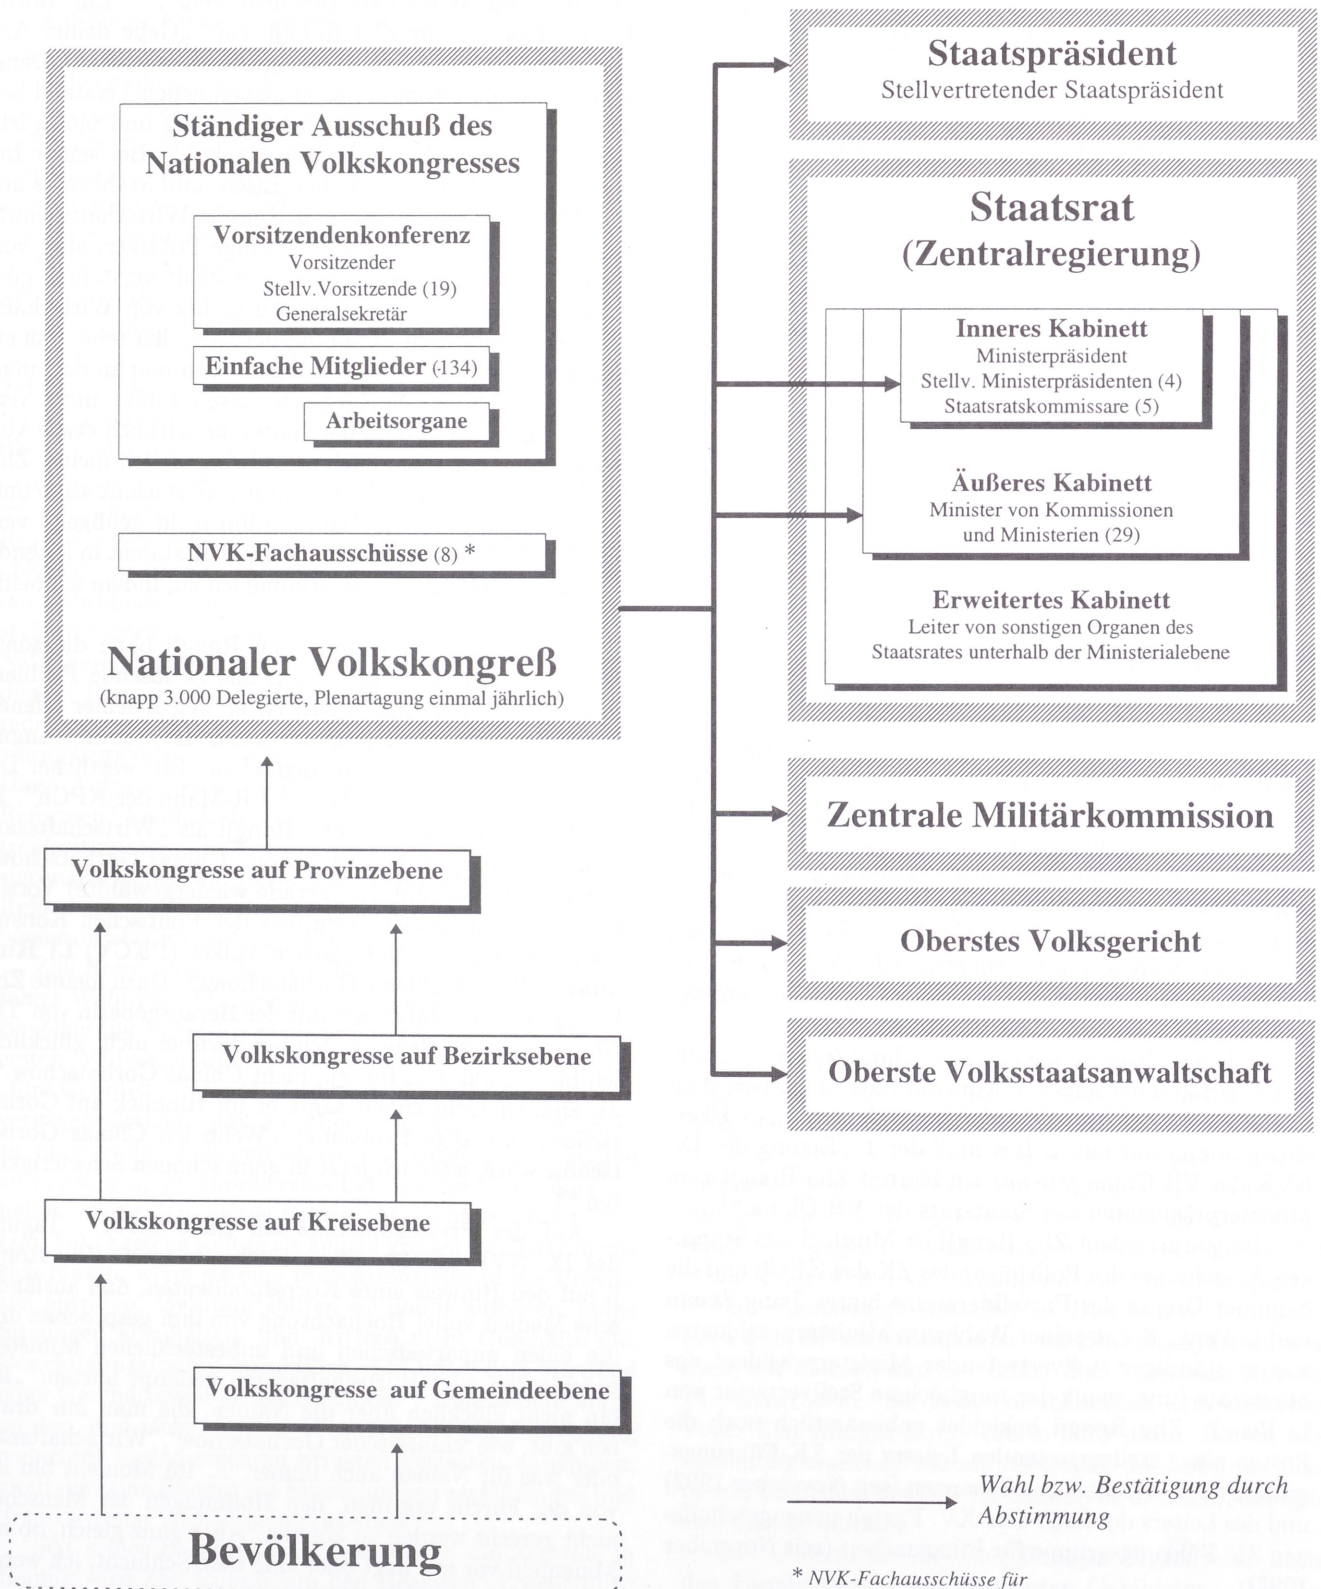 Ständiger Ausschuß des
Nationalen Volkskongresses
Vorsitzendenkonferenz
Vorsitzender
Stellv.Vorsitzende (19)
Generalsekretär
Einfache Mitglieder (134)
Arbeitsorgane
NVK-Fachausschüsse (8) *
Nationaler Volkskongreß
(knapp 3.000 Delegierte, Plenartagung einmal jährlich)
Volkskongresse auf Provinzebene
Volkskongresse auf Bezirksebene
Volkskongresse auf Kreisebene
Volkskongresse auf Gemeindeebene
Bevölkerung
Staatspräsident
Stellvertretender Staatspräsident
Staatsrat
(Zentralregierung)
Inneres Kabinett
Ministerpräsident
Stellv. Ministerpräsidenten (4)
Staatsratskommissare (5)
Äußeres Kabinett
Minister von Kommissionen
und Ministerien (29)
Erweitertes Kabinett
Leiter von sonstigen Organen des
Staatsrates unterhalb der Ministerialebene
Zentrale Militärkommission
Oberstes Volksgericht
Oberste Volksstaatsanwaltschaft
Wahl bzw. Bestätigung durch
Abstimmung
* NVK-Fachausschüsse für